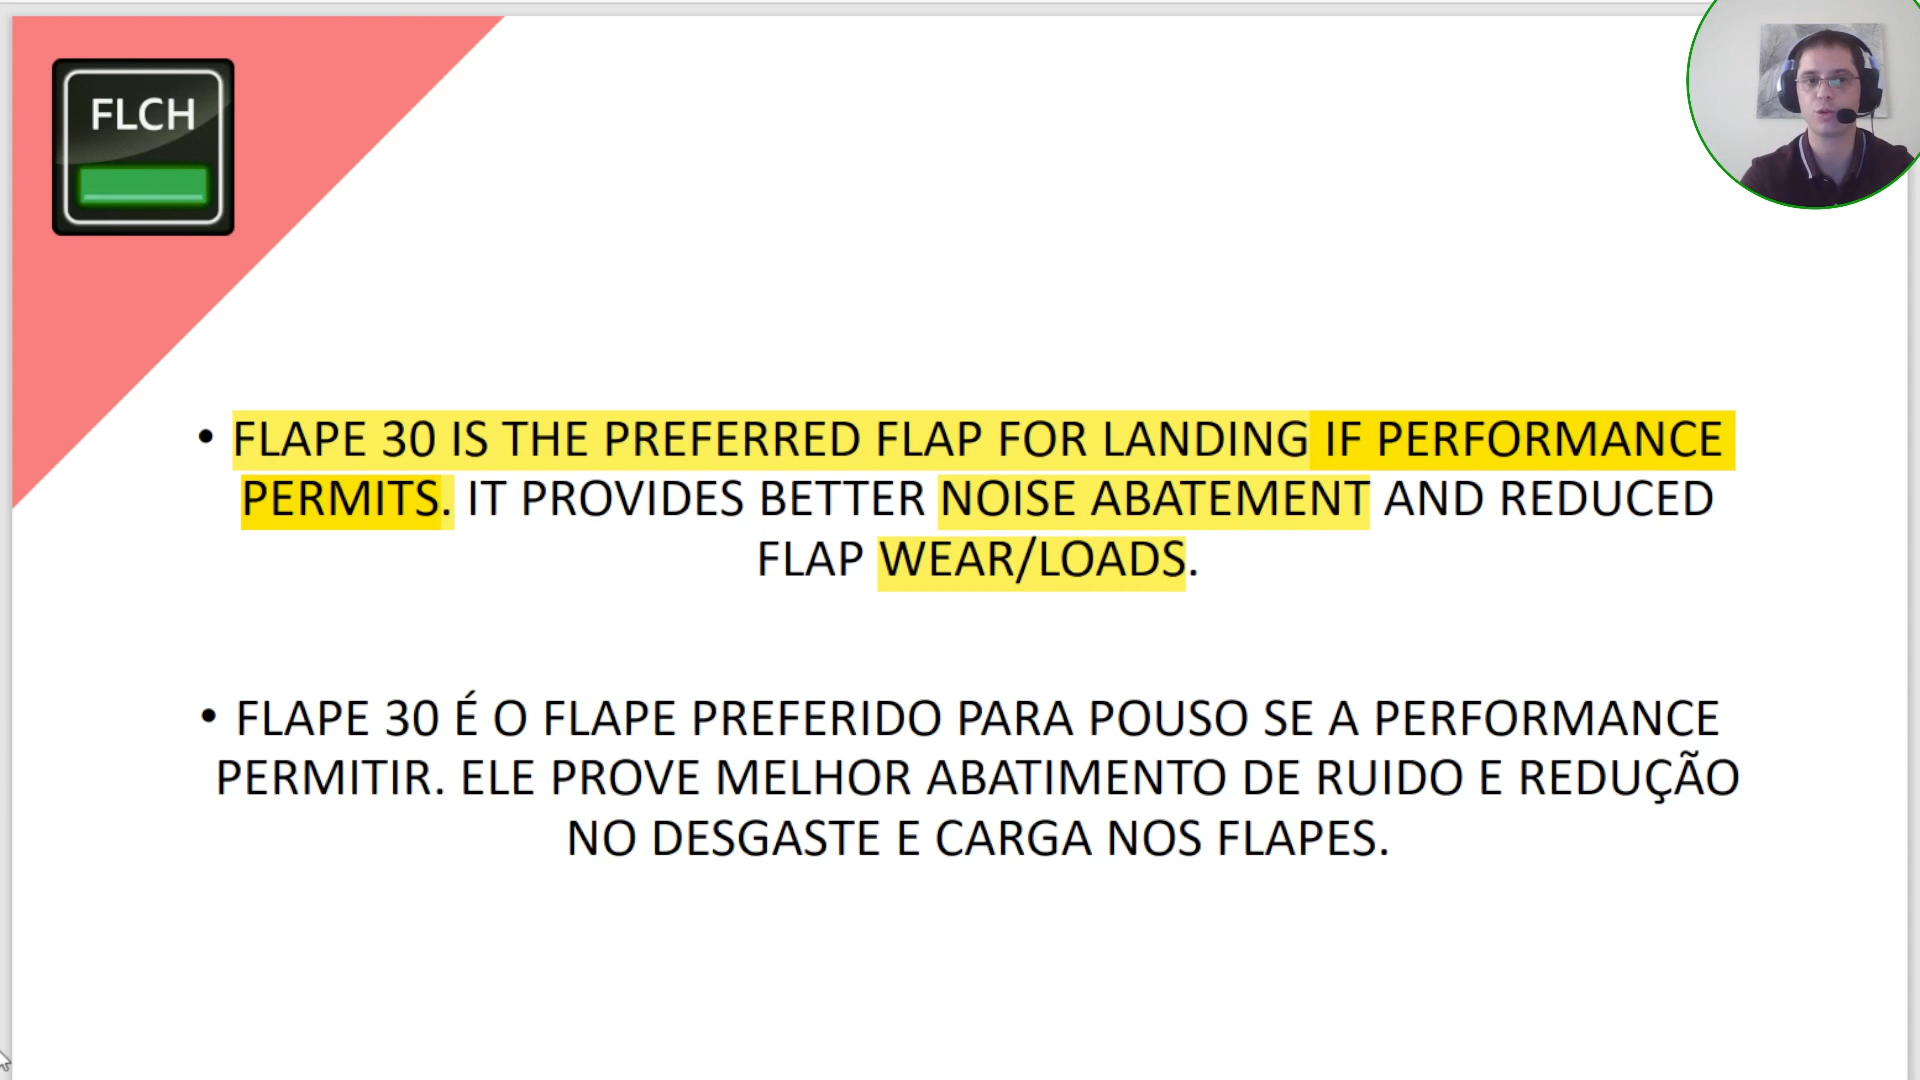 FLCH
• FLAPE 30 IS THE PREFERRED FLAP FOR LANDING IF PERFORMANCE
PERMITS. IT PROVIDES BETTER NOISE ABATEMENT AND REDUCED
FLAP WEAR/LOADS.
• FLAPE 30 É O FLAPE PREFERIDO PARA POUSO SE A PERFORMANCE
PERMITIR. ELE PROVE MELHOR ABATIMENTO DE RUIDO E REDUÇÃO
NO DESGASTE E CARGA NOS FLAPES.